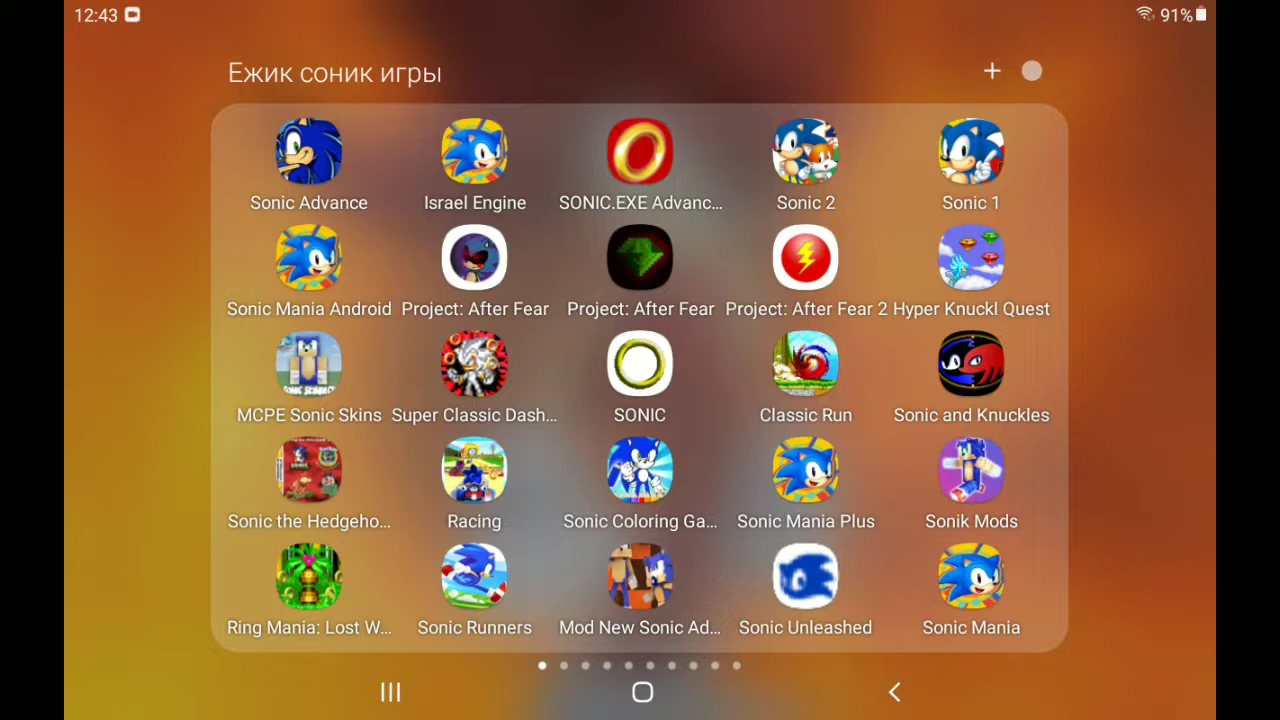 12:43
91%
Ежик соник игры
Sonic Advance
Israel Engine
SONIC.EXE Advanc...
Sonic 2
Sonic 1
Sonic Mania Android
Project: After Fear
Project: After Fear
Project: After Fear 2
Hyper Knuckl Quest
MCPE Sonic Skins
Super Classic Dash...
SONIC
Classic Run
Sonic and Knuckles
Sonic the Hedgeho...
Racing
Sonic Coloring Ga...
Sonic Mania Plus
Sonik Mods
Ring Mania: Lost W...
Sonic Runners
Mod New Sonic Ad...
Sonic Unleashed
Sonic Mania